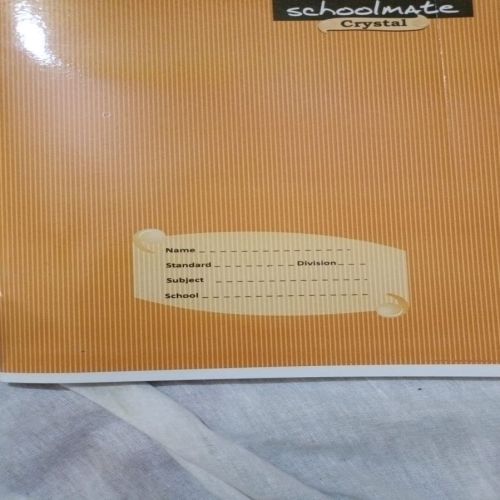 schoolmate
Crystal
Name
Standard Division
Subject
School